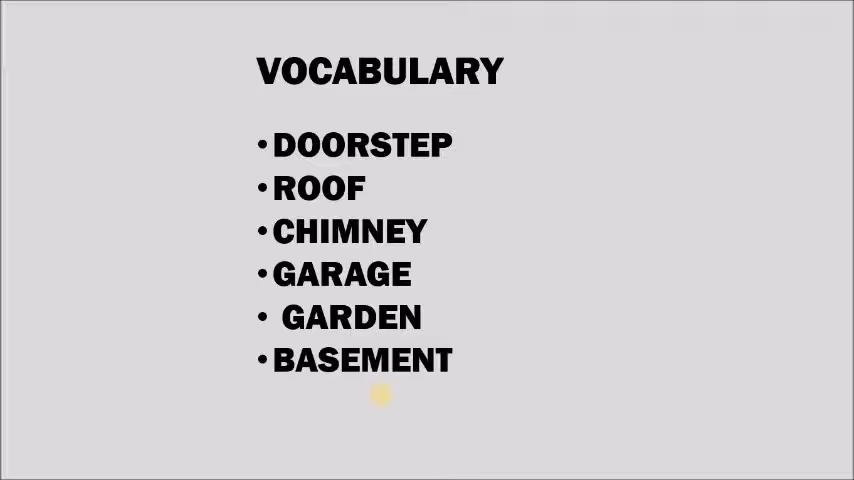 VOCABULARY
•DOORSTEP
•ROOF
•CHIMNEY
•GARAGE
• GARDEN
•BASEMENT